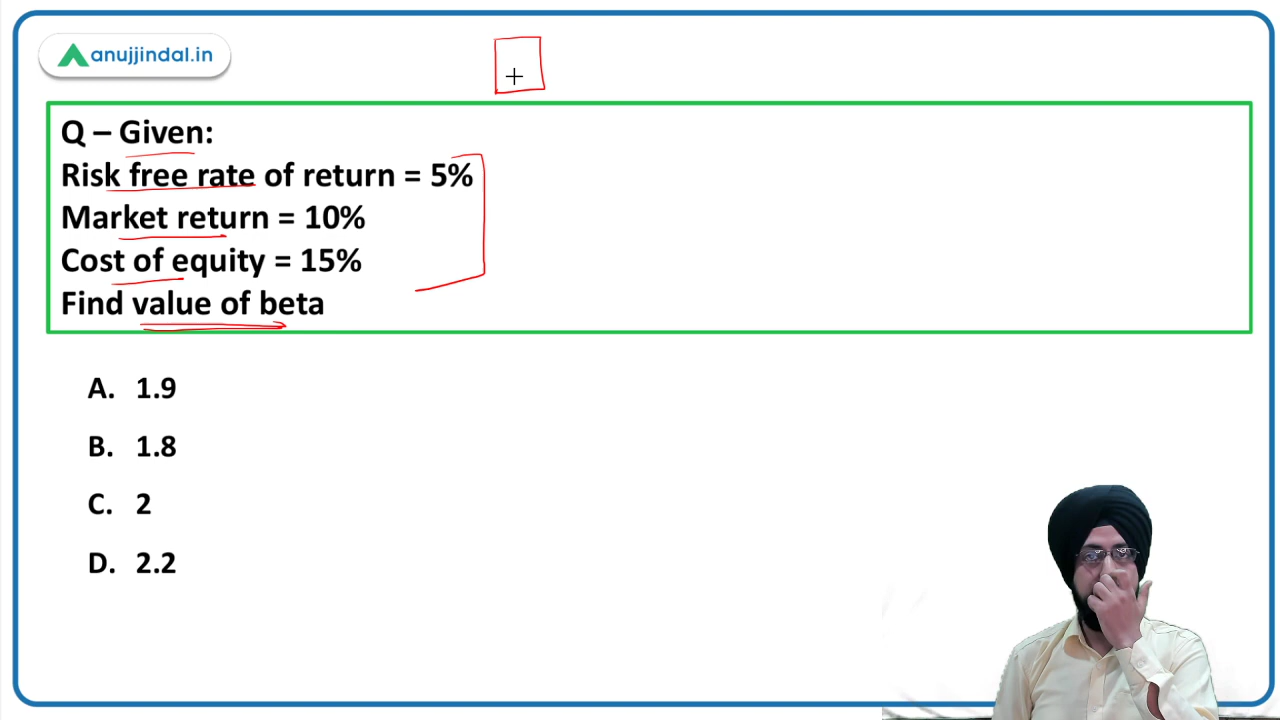 anujjindal.in
Q – Given:
Risk free rate of return = 5%
Market return = 10%
Cost of equity = 15%
Find value of beta
A. 1.9
B. 1.8
C. 2
D. 2.2